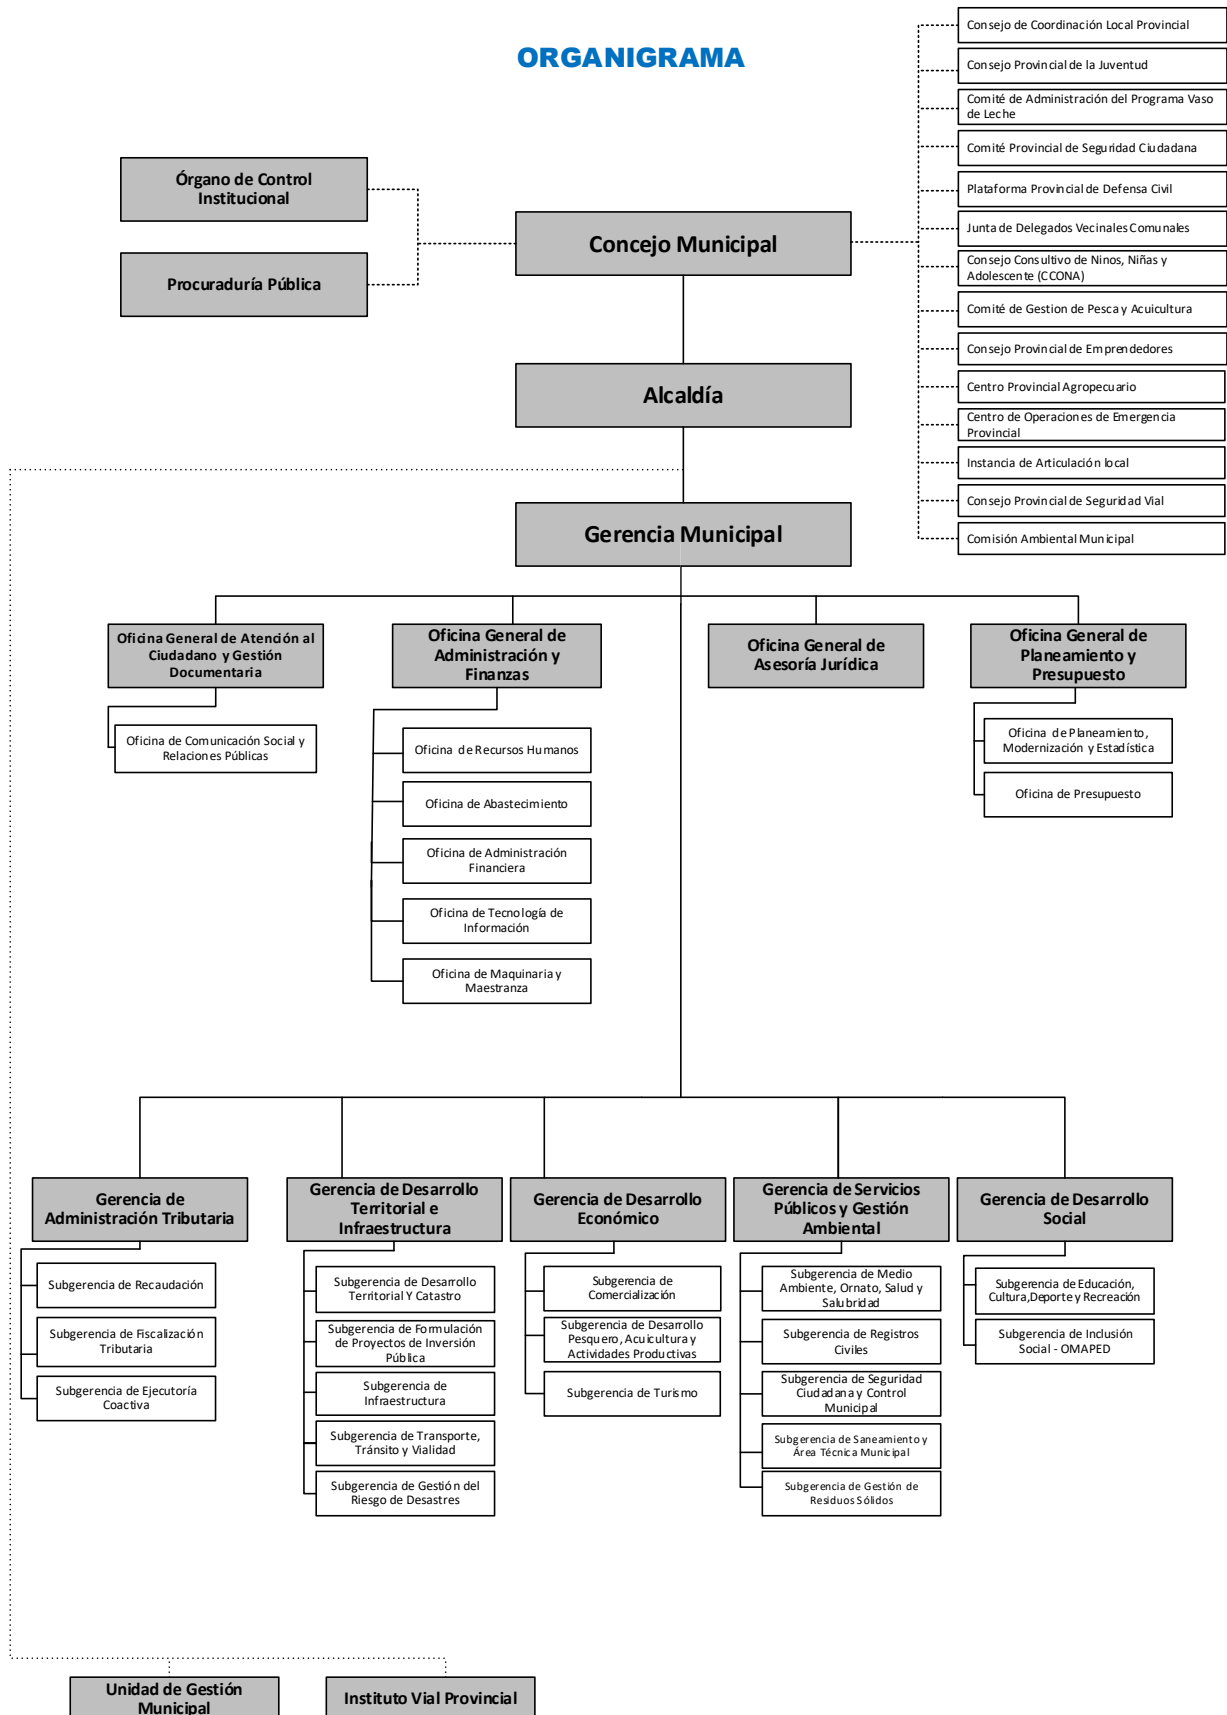 ORGANIGRAMA
Consejo de Coordinación Local Provincial
Consejo Provincial de la Juventud
Comité de Administración del Programa Vaso
de Leche
Comité Provincial de Seguridad Ciudadana
Plataforma Provincial de Defensa Civil
Junta de Delegados Vecinales Comunales
Consejo Consultivo de Ninos, Niñas y
Adolescente (CCONA)
Comité de Gestion de Pesca y Acuicultura
Consejo Provincial de Emprendedores
Centro Provincial Agropecuario
Centro de Operaciones de Emergencia
Provincial
Instancia de Articulación local
Consejo Provincial de Seguridad Vial
Comisión Ambiental Municipal
Órgano de Control
Institucional
Procuraduría Pública
Concejo Municipal
Alcaldía
Gerencia Municipal
Oficina General de Atención al
Ciudadano y Gestión
Documentaria
Oficina de Comunicación Social y
Relaciones Públicas
Oficina General de
Administración y
Finanzas
Oficina de Recursos Humanos
Oficina de Abastecimiento
Oficina de Administración
Financiera
Oficina de Tecnología de
Información
Oficina de Maquinaria y
Maestranza
Oficina General de
Asesoría Jurídica
Oficina General de
Planeamiento y
Presupuesto
Oficina de Planeamiento,
Modernización y Estadística
Oficina de Presupuesto
Gerencia de
Administración Tributaria
Subgerencia de Recaudación
Subgerencia de Fiscalización
Tributaria
Subgerencia de Ejecutoría
Coactiva
Gerencia de Desarrollo
Territorial e
Infraestructura
Subgerencia de Desarrollo
Territorial Y Catastro
Subgerencia de Formulación
de Proyectos de Inversión
Pública
Subgerencia de
Infraestructura
Subgerencia de Transporte,
Tránsito y Vialidad
Subgerencia de Gestión del
Riesgo de Desastres
Gerencia de Desarrollo
Económico
Subgerencia de
Comercialización
Subgerencia de Desarrollo
Pesquero, Acuicultura y
Actividades Productivas
Subgerencia de Turismo
Gerencia de Servicios
Públicos y Gestión
Ambiental
Subgerencia de Medio
Ambiente, Ornato, Salud y
Salubridad
Subgerencia de Registros
Civiles
Subgerencia de Seguridad
Ciudadana y Control
Municipal
Subgerencia de Saneamiento y
Área Técnica Municipal
Subgerencia de Gestión de
Residuos Sólidos
Gerencia de Desarrollo
Social
Subgerencia de Educación,
Cultura,Deporte y Recreación
Subgerencia de Inclusión
Social - OMAPED
Unidad de Gestión
Municipal
Instituto Vial Provincial